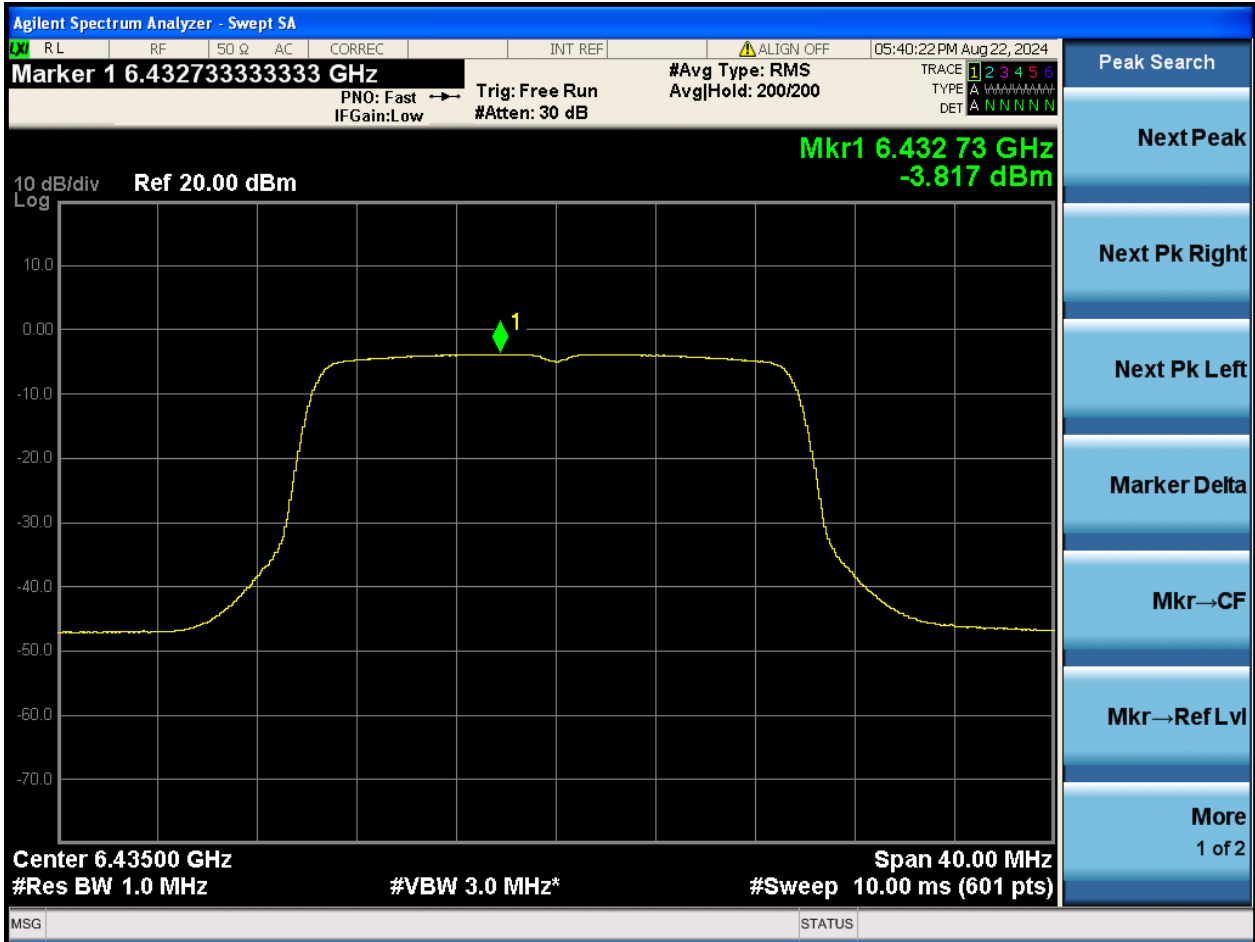 Agilent Spectrum Analyzer - Swept SA
LXI RL RF 50 Ω AC CORREC INT REF ALIGN OFF 05:40:22 PM Aug 22, 2024
Marker 1 6.432733333333 GHz
PNO: Fast
IFGain:Low
Trig: Free Run
#Atten: 30 dB
#Avg Type: RMS
Avg|Hold: 200/200
TRACE 1 2 3 4 5 6
TYPE A
DET A N N N N N
Mkr1 6.432 73 GHz
-3.817 dBm
10 dB/div Ref 20.00 dBm
Log
10.0
0.00
-10.0
-20.0
-30.0
-40.0
-50.0
-60.0
-70.0
1
Center 6.43500 GHz Span 40.00 MHz
#Res BW 1.0 MHz #VBW 3.0 MHz* #Sweep 10.00 ms (601 pts)
MSG STATUS
Peak Search
Next Peak
Next Pk Right
Next Pk Left
Marker Delta
Mkr→CF
Mkr→Ref Lvl
More
1 of 2